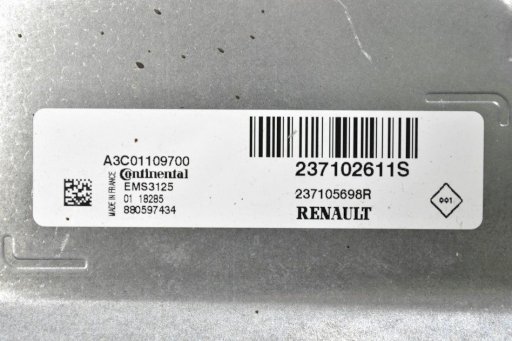 A3C01109700
Continental
EMS3125
01 18285
880597434
MADE IN FRANCE
237102611S
237105698R
RENAULT
001